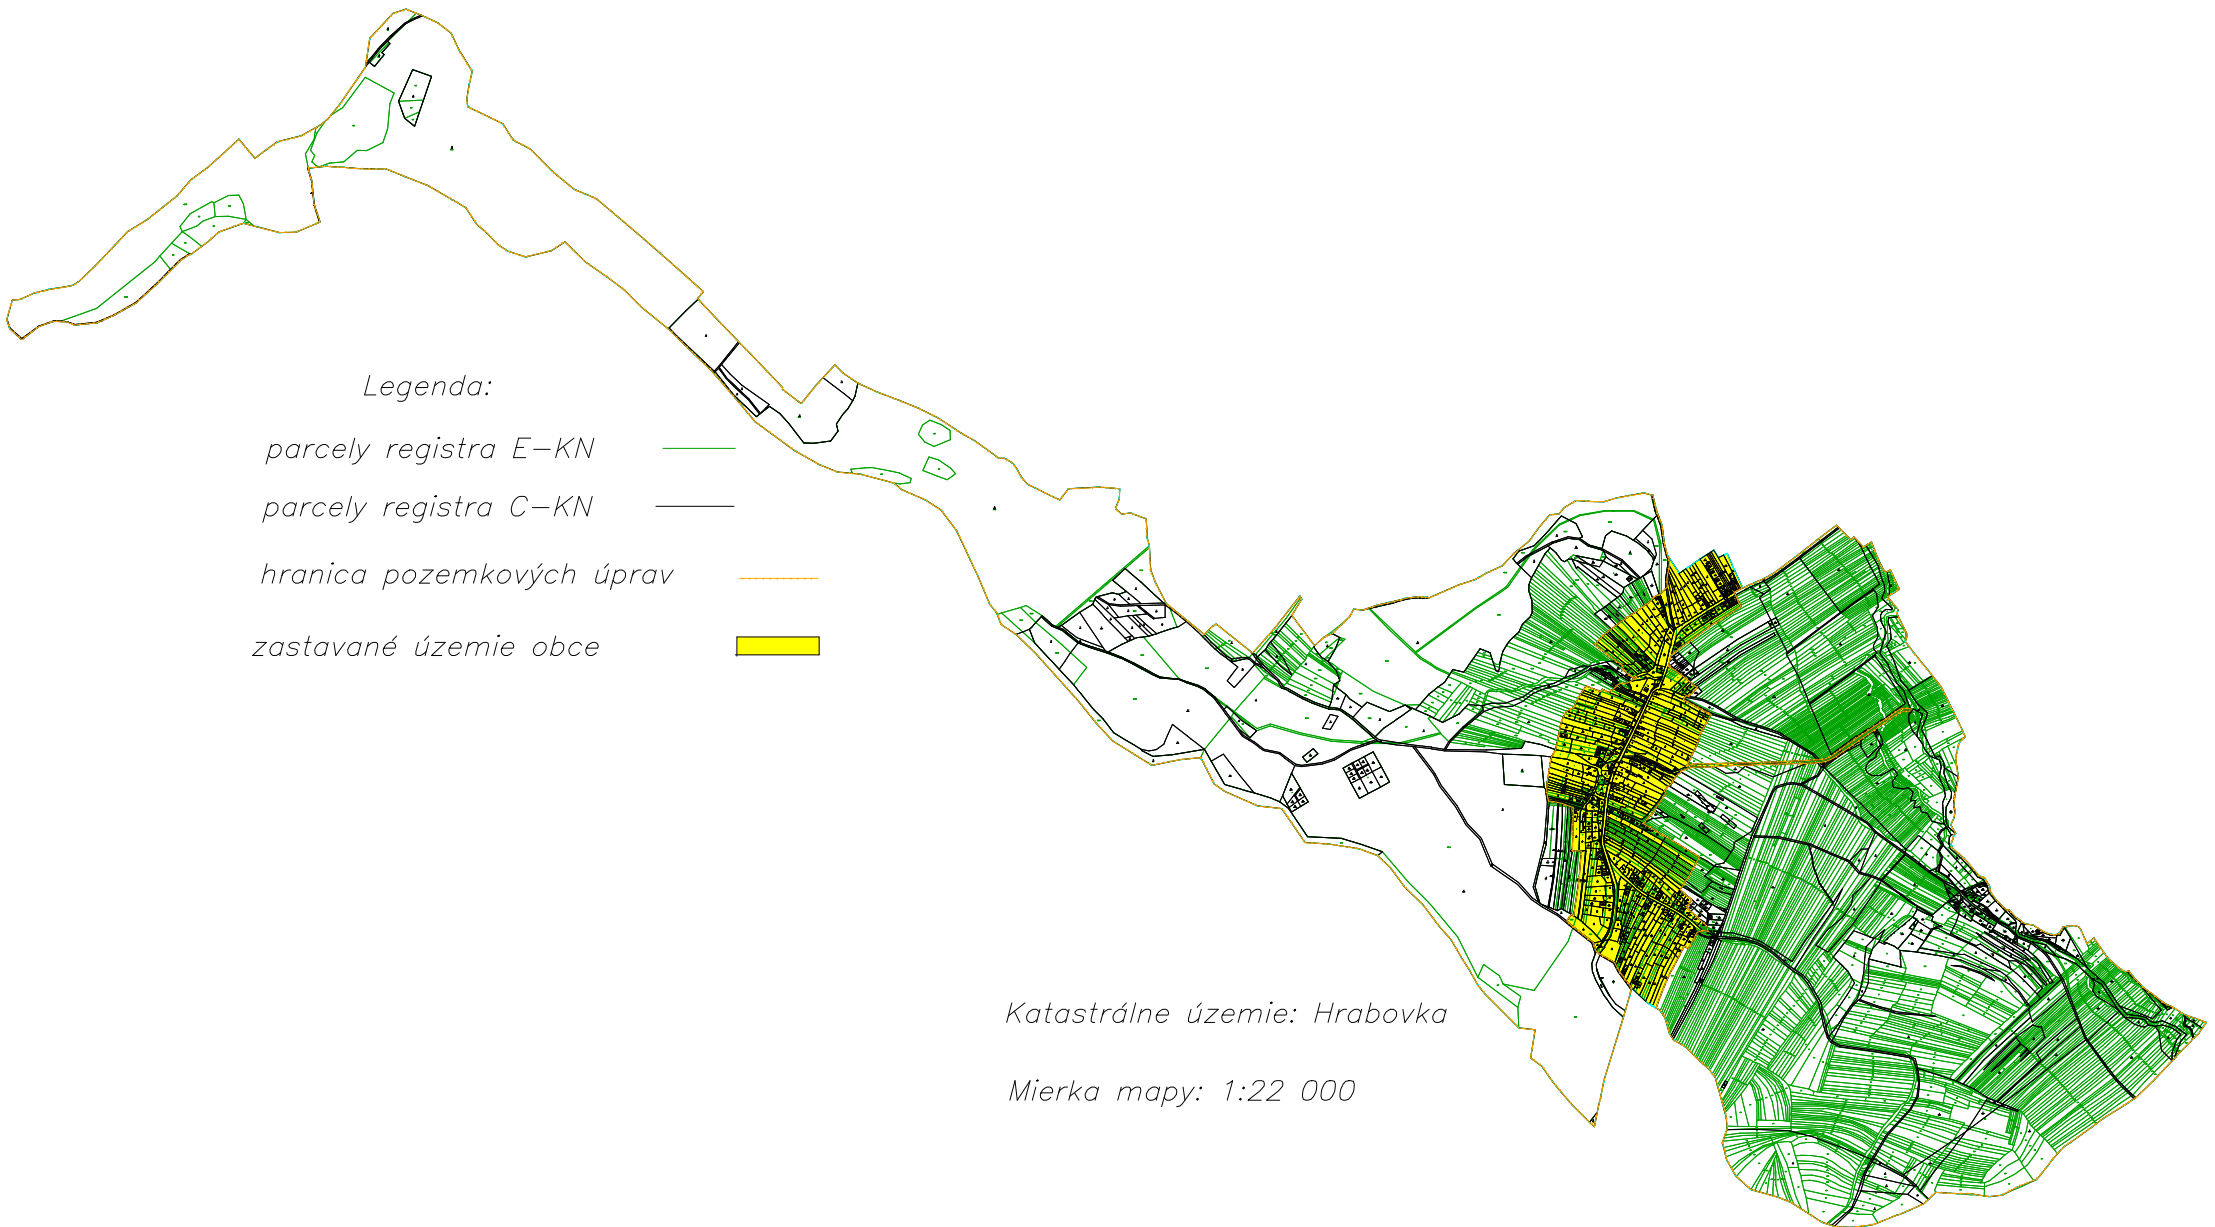 Legenda:
parcely registra E-KN
parcely registra C-KN
hranica pozemkových úprav
zastavané územie obce
Katastrálne územie: Hrabovka
Mierka mapy: 1:22 000